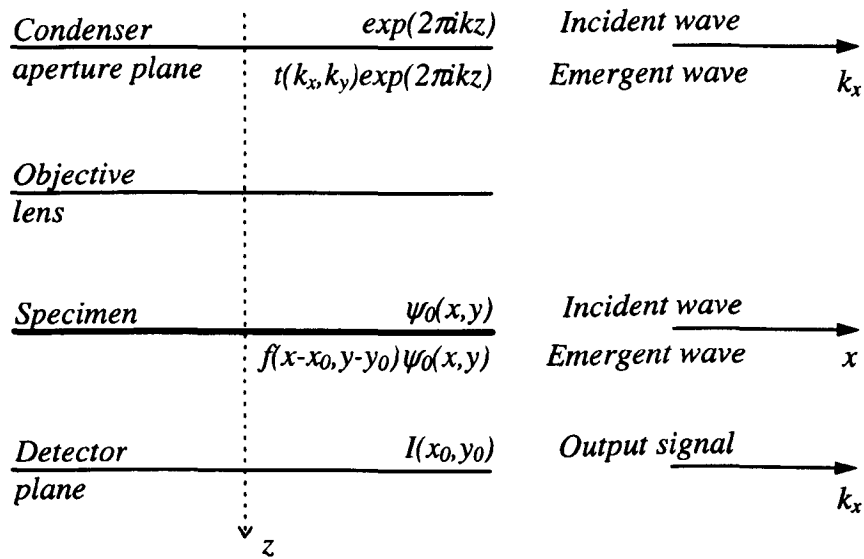 Condenser exp(2πikz) Incident wave
aperture plane t(kₓ,k_y)exp(2πikz) Emergent wave kₓ
Objective
lens
Specimen ψ₀(x,y) Incident wave
f(x-x₀,y-y₀)ψ₀(x,y) Emergent wave x
Detector I(x₀,y₀) Output signal
plane kₓ
z